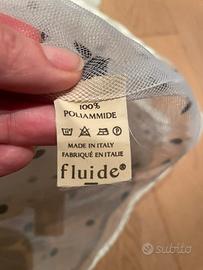 100%
POLIAMMIDE
MADE IN ITALY
FABRIQUÉ EN ITALIE
fluide®
subito